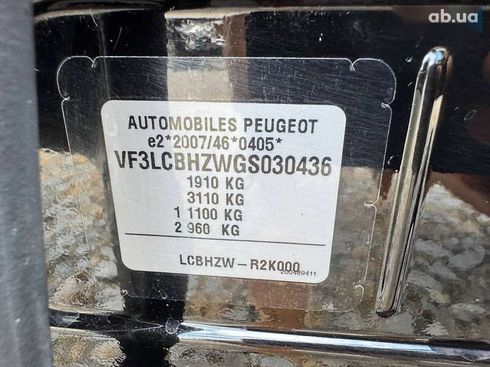 ab.ua
AUTOMOBILES PEUGEOT
e2*2007/46*0405*
VF3LCBHZWGS030436
1910 KG
3110 KG
1 1100 KG
2 960 KG
LCBHZW-R2K000
200489411